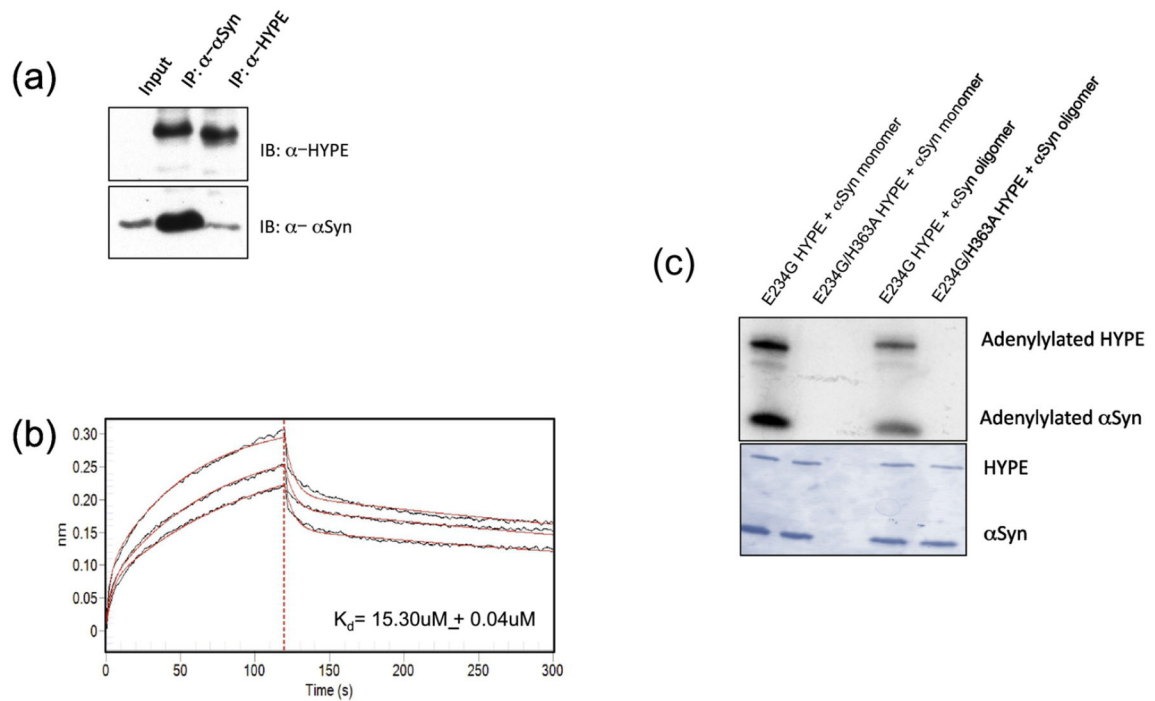 (a)
Input
IP: α-αSyn
IP: α-HYPE
IB: α-HYPE
IB: α- αSyn
(b)
0.30
0.25
0.20
0.15
0.10
0.05
0
nm
Kd= 15.30uM + 0.04uM
0
50
100
150
200
250
300
Time (s)
(c)
E234G HYPE + αSyn monomer
E234G/H363A HYPE + αSyn monomer
E234G HYPE + αSyn oligomer
E234G/H363A HYPE + αSyn oligomer
Adenylylated HYPE
Adenylylated αSyn
HYPE
αSyn